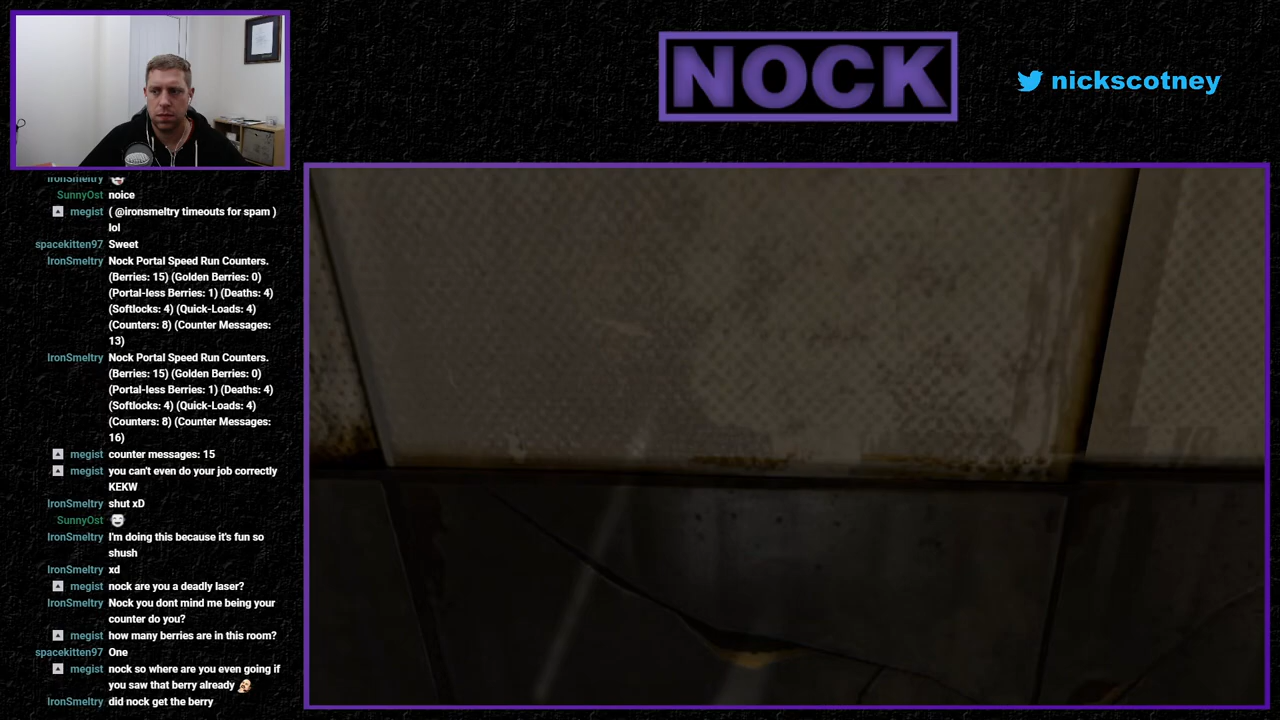 NOCK
nickscotney
IronSmeltry
SunnyOst noice
megist ( @ironsmeltry timeouts for spam )
lol
spacekitten97 Sweet
IronSmeltry Nock Portal Speed Run Counters.
(Berries: 15) (Golden Berries: 0)
(Portal-less Berries: 1) (Deaths: 4)
(Softlocks: 4) (Quick-Loads: 4)
(Counters: 8) (Counter Messages:
13)
IronSmeltry Nock Portal Speed Run Counters.
(Berries: 15) (Golden Berries: 0)
(Portal-less Berries: 1) (Deaths: 4)
(Softlocks: 4) (Quick-Loads: 4)
(Counters: 8) (Counter Messages:
16)
megist counter messages: 15
megist you can't even do your job correctly
KEKW
IronSmeltry shut xD
SunnyOst
IronSmeltry I'm doing this because it's fun so
shush
IronSmeltry xd
megist nock are you a deadly laser?
IronSmeltry Nock you dont mind me being your
counter do you?
megist how many berries are in this room?
spacekitten97 One
megist nock so where are you even going if
you saw that berry already
IronSmeltry did nock get the berry